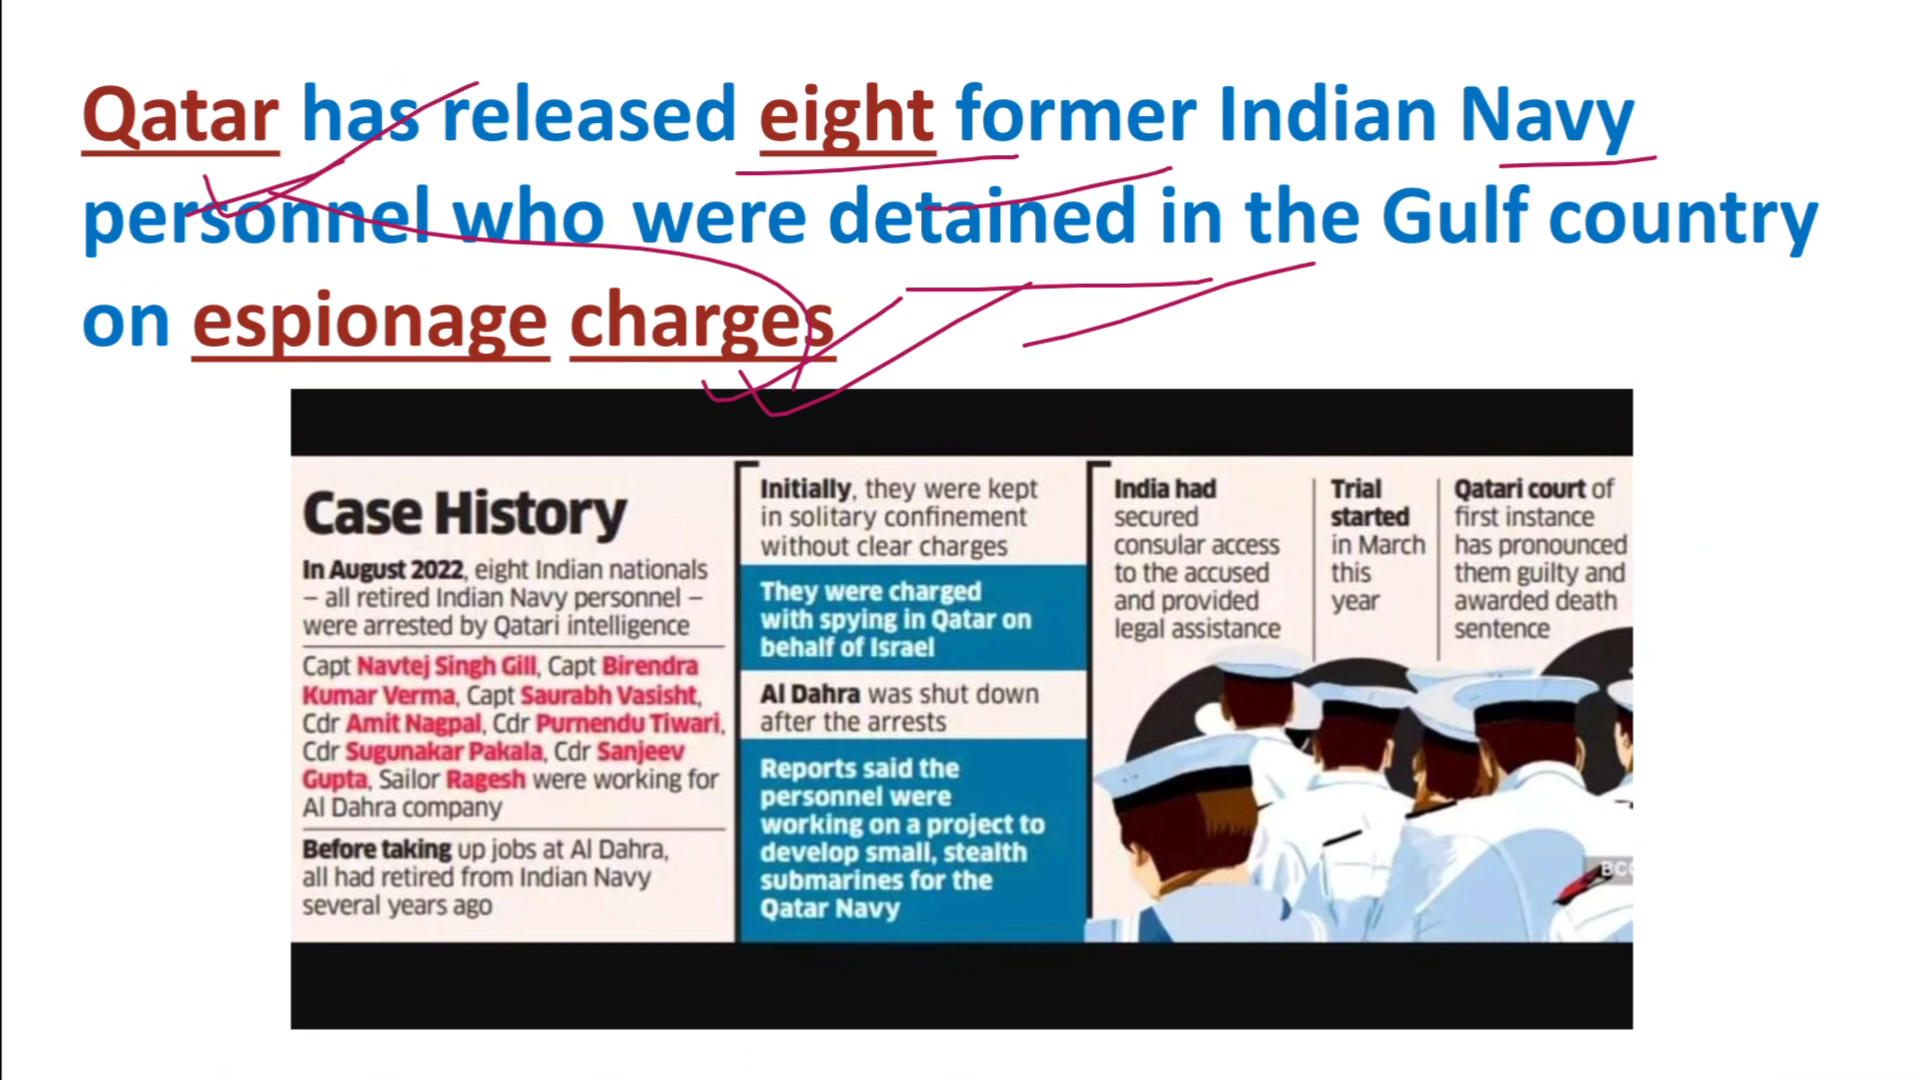 Qatar has released eight former Indian Navy
personnel who were detained in the Gulf country
on espionage charges
Case History
In August 2022, eight Indian nationals
– all retired Indian Navy personnel –
were arrested by Qatari intelligence
Capt Navtej Singh Gill, Capt Birendra
Kumar Verma, Capt Saurabh Vasisht,
Cdr Amit Nagpal, Cdr Purnendu Tiwari,
Cdr Sugunakar Pakala, Cdr Sanjeev
Gupta, Sailor Ragesh were working for
Al Dahra company
Before taking up jobs at Al Dahra,
all had retired from Indian Navy
several years ago
Initially, they were kept
in solitary confinement
without clear charges
They were charged
with spying in Qatar on
behalf of Israel
Al Dahra was shut down
after the arrests
Reports said the
personnel were
working on a project to
develop small, stealth
submarines for the
Qatar Navy
India had
secured
consular access
to the accused
and provided
legal assistance
Trial
started
in March
this
year
Qatari court of
first instance
has pronounced
them guilty and
awarded death
sentence